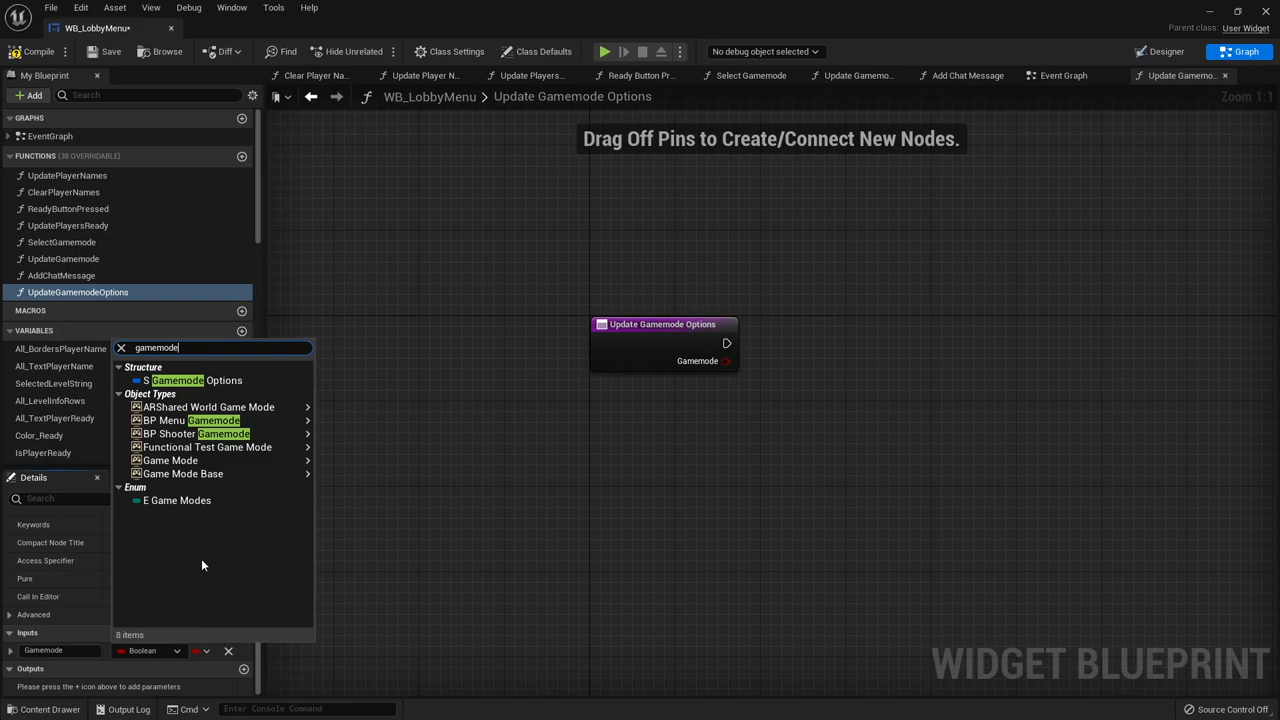 File Edit Asset View Debug Window Tools Help
WB_LobbyMenu•
Parent class: User Widget
Compile Save Browse Diff Find Hide Unrelated Class Settings Class Defaults No debug object selected Designer Graph
My Blueprint Clear Player Na... Update Player N... Update Players... Ready Button Pr... Select Gamemode Update Gamemo... Add Chat Message Event Graph Update Gamemo...
Add Search WB_LobbyMenu > Update Gamemode Options Zoom 1:1
GRAPHS
EventGraph
Drag Off Pins to Create/Connect New Nodes.
FUNCTIONS (38 OVERRIDABLE)
UpdatePlayerNames
ClearPlayerNames
ReadyButtonPressed
UpdatePlayersReady
SelectGamemode
UpdateGamemode
AddChatMessage
UpdateGamemodeOptions
MACROS
VARIABLES
All_BordersPlayerName
All_TextPlayerName
SelectedLevelString
All_LevelInfoRows
All_TextPlayerReady
Color_Ready
IsPlayerReady
gamemode
Structure
S Gamemode Options
Object Types
ARShared World Game Mode
BP Menu Gamemode
BP Shooter Gamemode
Functional Test Game Mode
Game Mode
Game Mode Base
Enum
E Game Modes
8 items
Update Gamemode Options
Gamemode
Details
Search
Keywords
Compact Node Title
Access Specifier
Pure
Call In Editor
Advanced
Inputs
Gamemode Boolean
Outputs
Please press the + icon above to add parameters
WIDGET BLUEPRINT
Content Drawer Output Log Cmd Enter Console Command Source Control Off